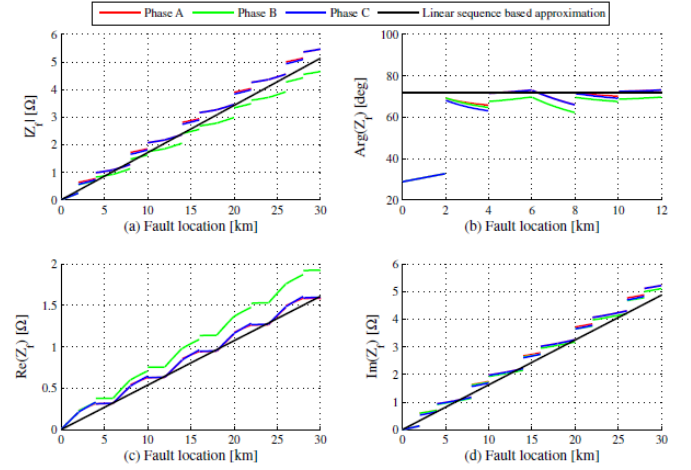 Phase A Phase B Phase C Linear sequence based approximation
|Z_f| [Ω]
6
5
4
3
2
1
0
0 5 10 15 20 25 30
(a) Fault location [km]
Arg(Z_f) [deg]
100
80
60
40
20
0 2 4 6 8 10 12
(b) Fault location [km]
Re(Z_f) [Ω]
2
1.5
1
0.5
0
0 5 10 15 20 25 30
(c) Fault location [km]
Im(Z_f) [Ω]
6
5
4
3
2
1
0
0 5 10 15 20 25 30
(d) Fault location [km]